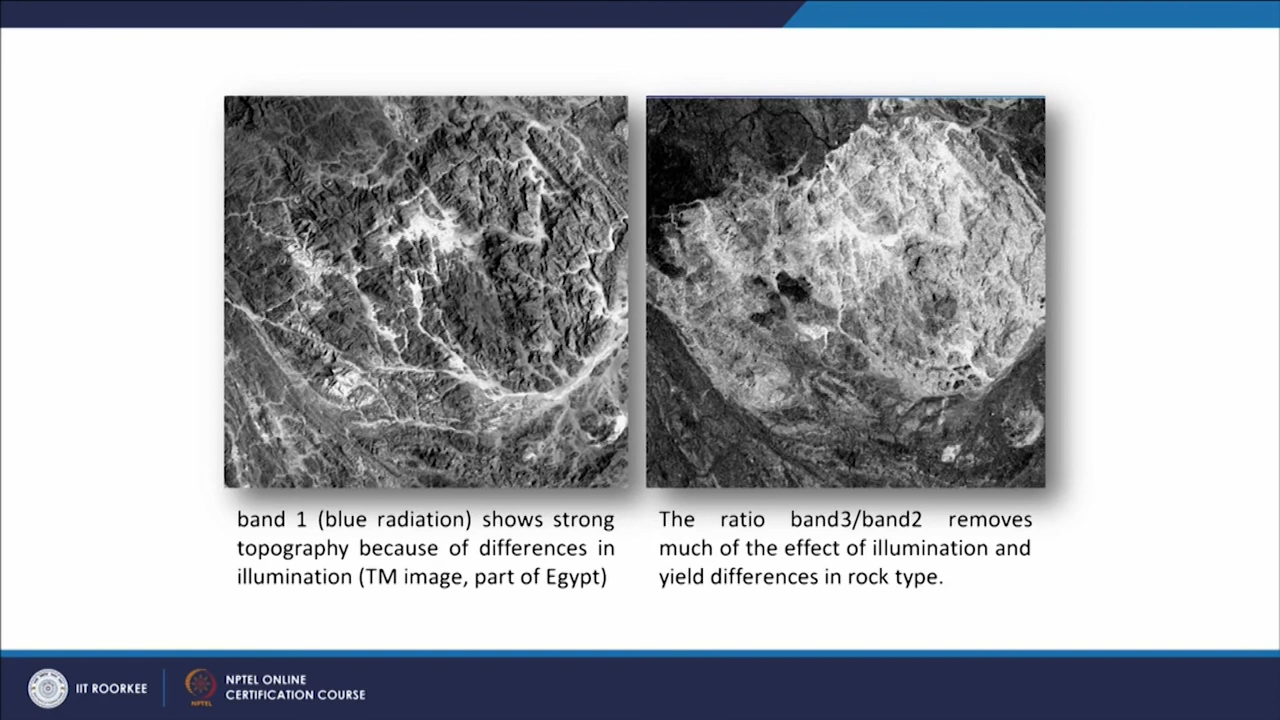 band 1 (blue radiation) shows strong
topography because of differences in
illumination (TM image, part of Egypt)
The ratio band3/band2 removes
much of the effect of illumination and
yield differences in rock type.
IIT ROORKEE
NPTEL
NPTEL ONLINE
CERTIFICATION COURSE